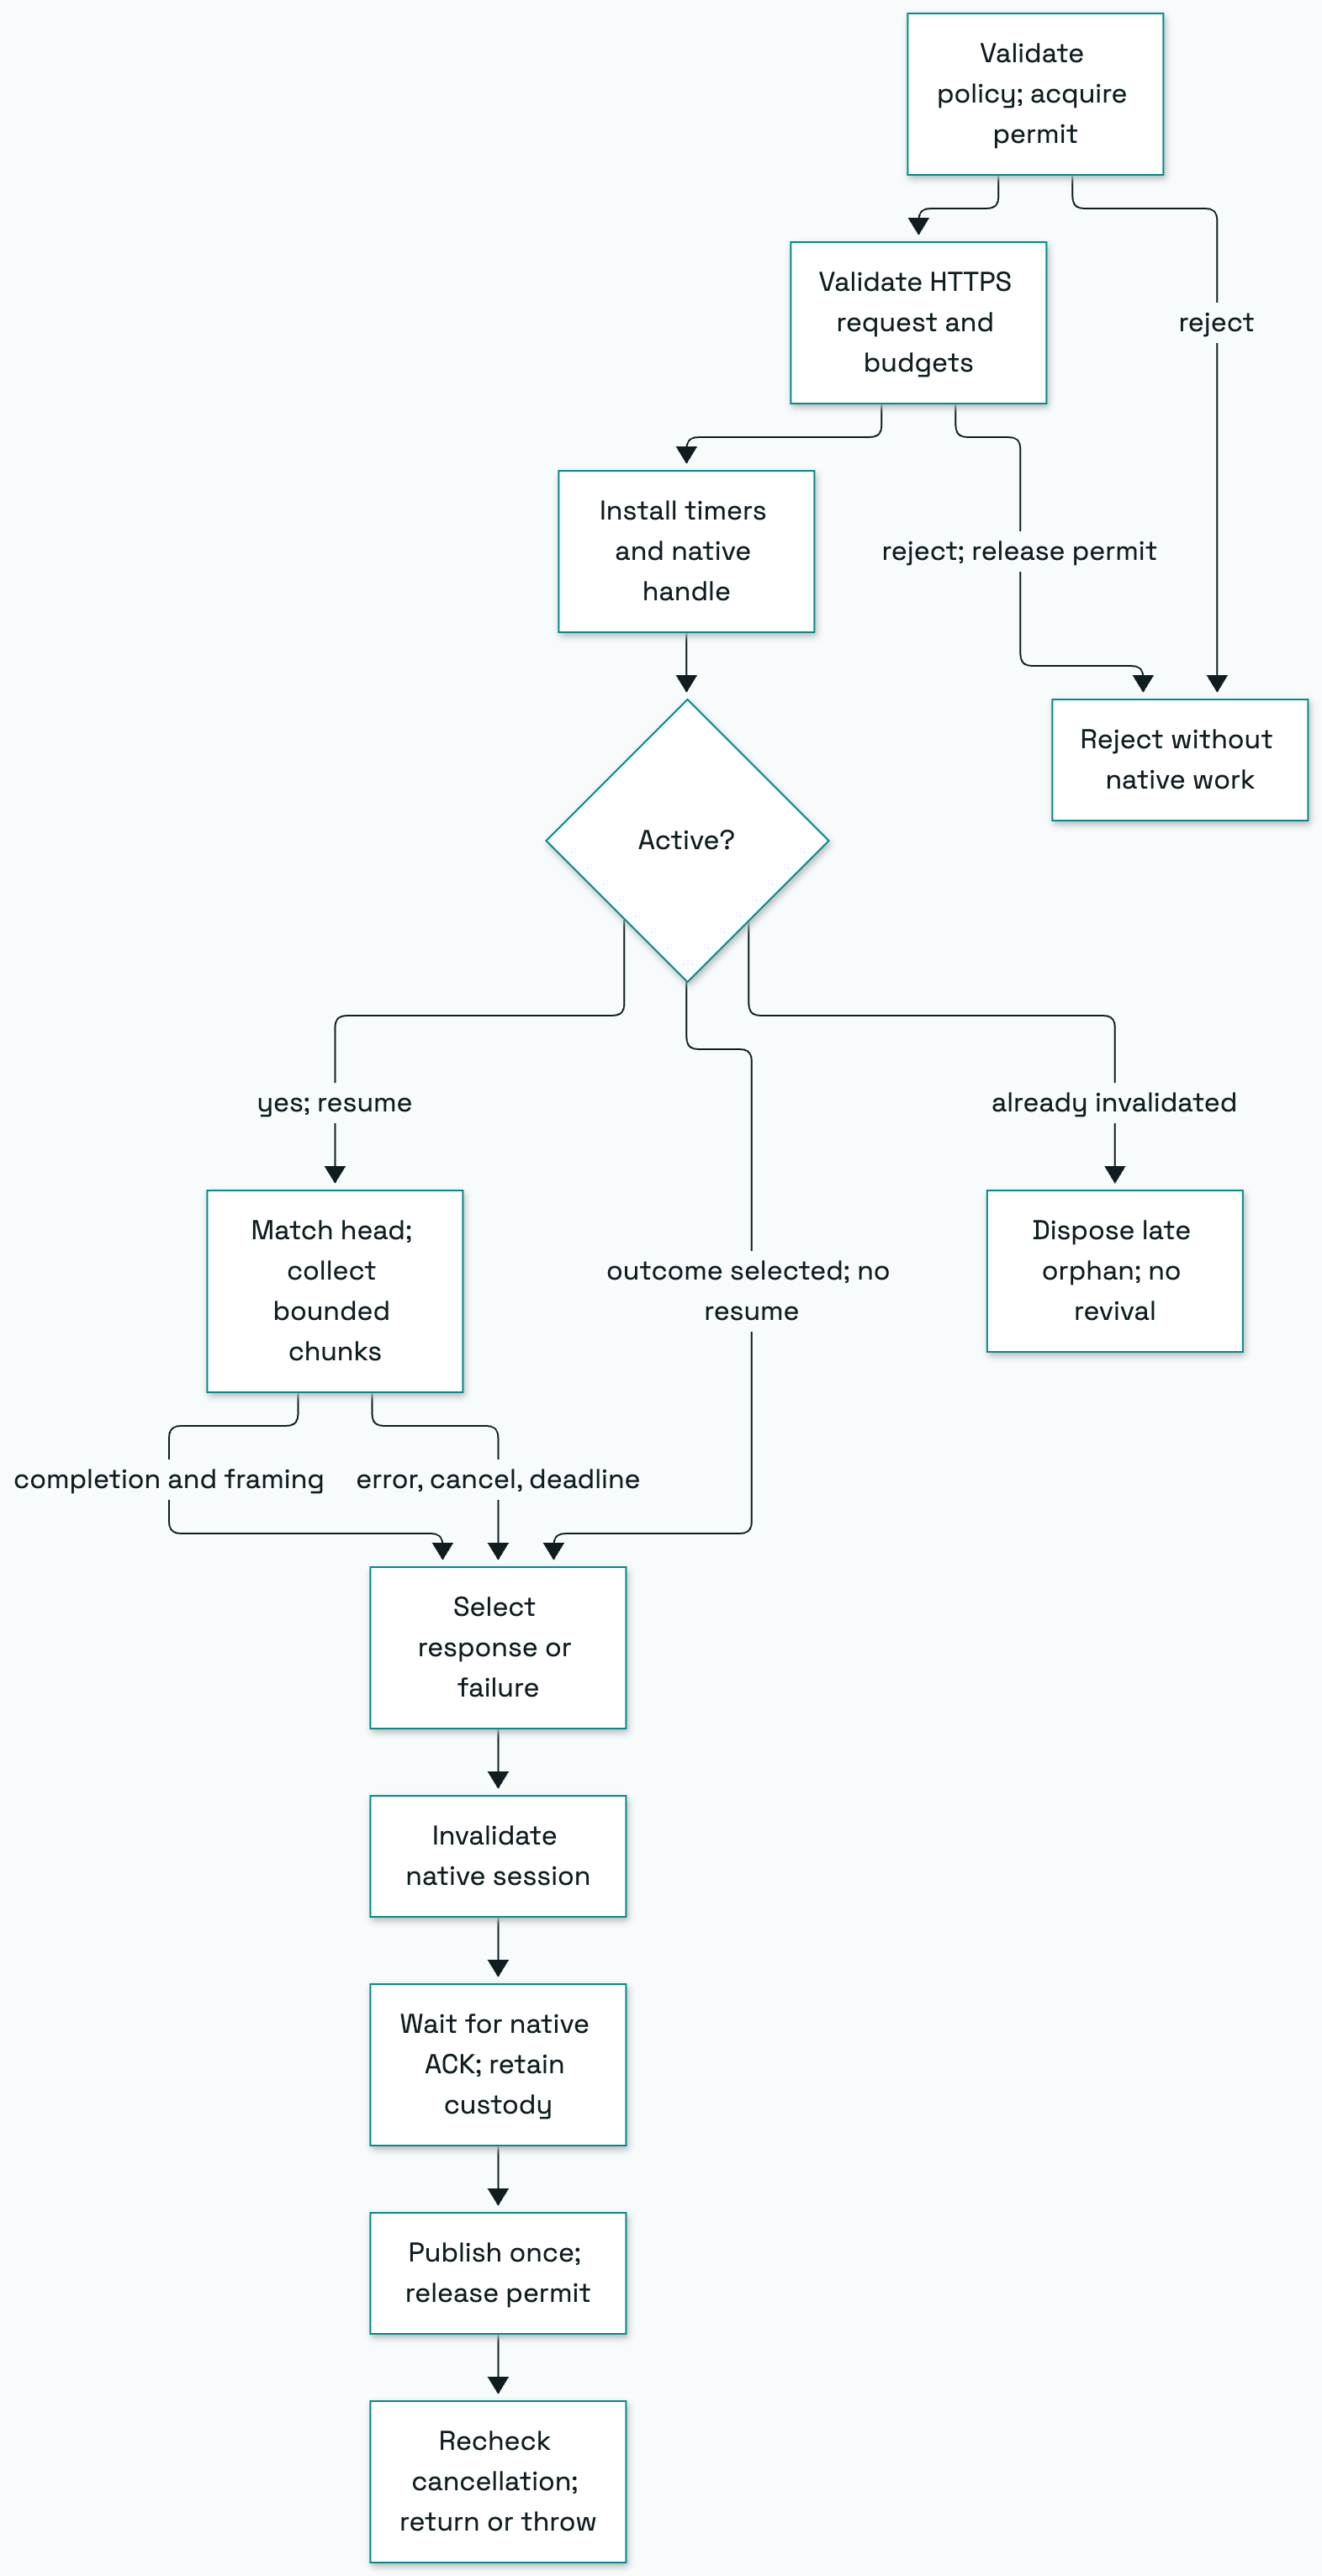 Validate
policy; acquire
permit
Validate HTTPS
request and
budgets
reject
Install timers
and native
handle
reject; release permit
Reject without
native work
Active?
yes; resume
already invalidated
Match head;
collect
bounded
chunks
outcome selected; no
resume
Dispose late
orphan; no
revival
completion and framing
error, cancel, deadline
Select
response or
failure
Invalidate
native session
Wait for native
ACK; retain
custody
Publish once;
release permit
Recheck
cancellation;
return or throw